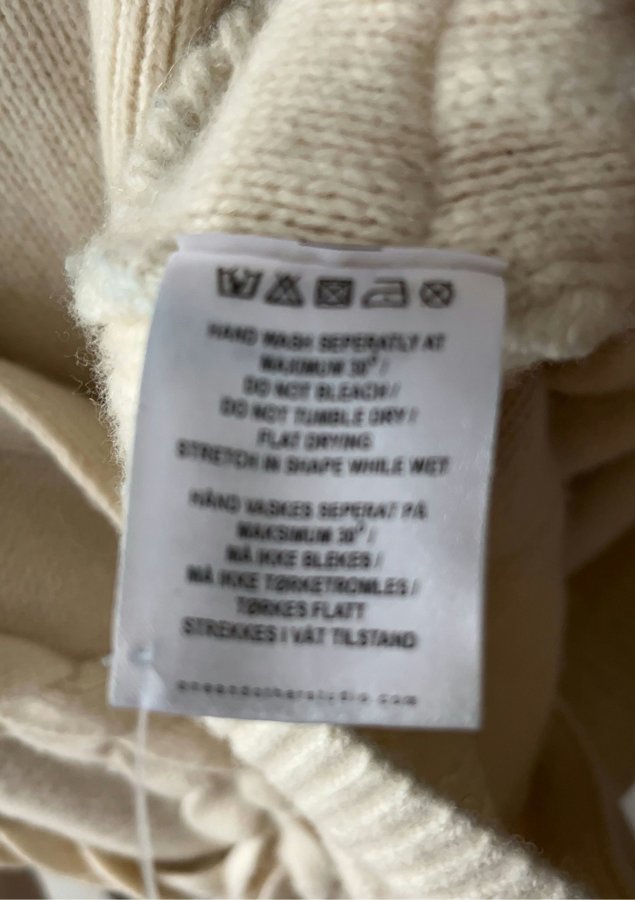 HAND WASH SEPERATLY AT
MAXIMUM 30° /
DO NOT BLEACH /
DO NOT TUMBLE DRY /
FLAT DRYING
STRETCH IN SHAPE WHILE WET
HÅND VASKES SEPERAT PÅ
MAKSIMUM 30° /
MÅ IKKE BLEKES /
MÅ IKKE TØRKETROMLES /
TØRKES FLATT
STREKKES I VÅT TILSTAND